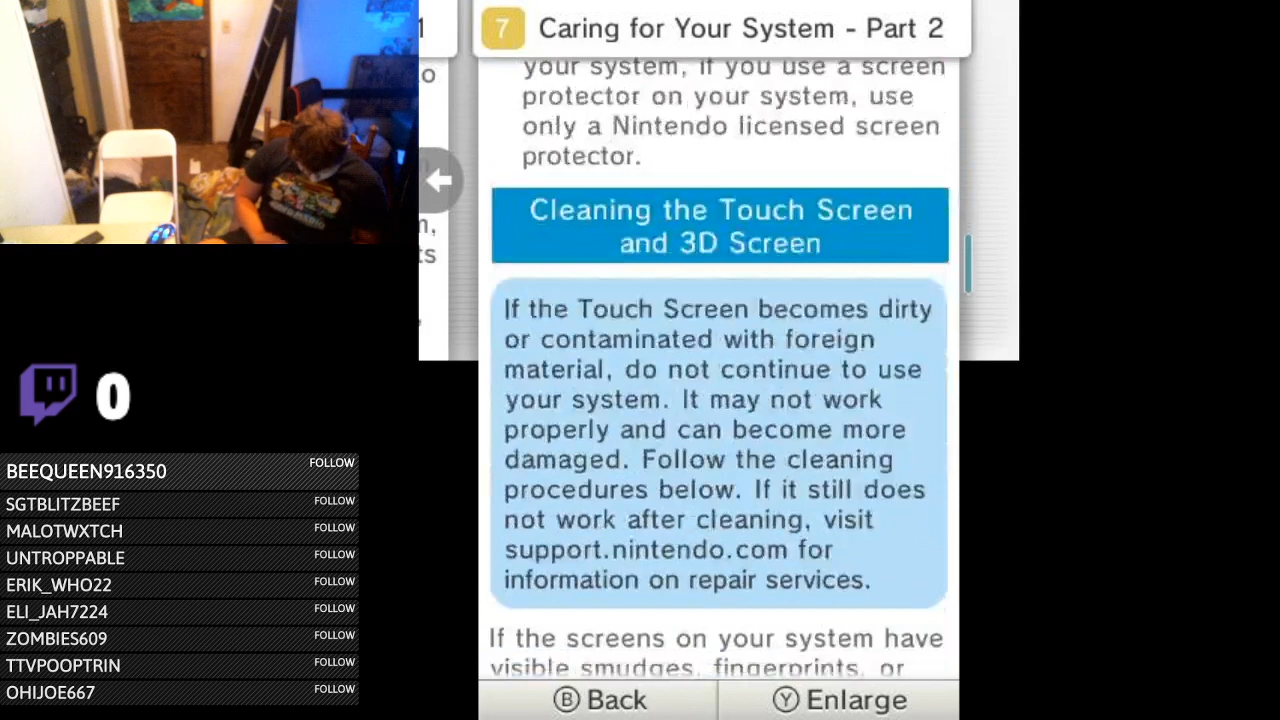 7 Caring for Your System - Part 2
your system, if you use a screen
protector on your system, use
only a Nintendo licensed screen
protector.
Cleaning the Touch Screen
and 3D Screen
If the Touch Screen becomes dirty
or contaminated with foreign
material, do not continue to use
your system. It may not work
properly and can become more
damaged. Follow the cleaning
procedures below. If it still does
not work after cleaning, visit
support.nintendo.com for
information on repair services.
If the screens on your system have
visible smudges, fingerprints, or
B Back
Y Enlarge
0
BEEQUEEN916350 FOLLOW
SGTBLITZBEEF FOLLOW
MALOTWXTCH FOLLOW
UNTROPPABLE FOLLOW
ERIK_WHO22 FOLLOW
ELI_JAH7224 FOLLOW
ZOMBIES609 FOLLOW
TTVPOOPTRIN FOLLOW
OHIJOE667 FOLLOW